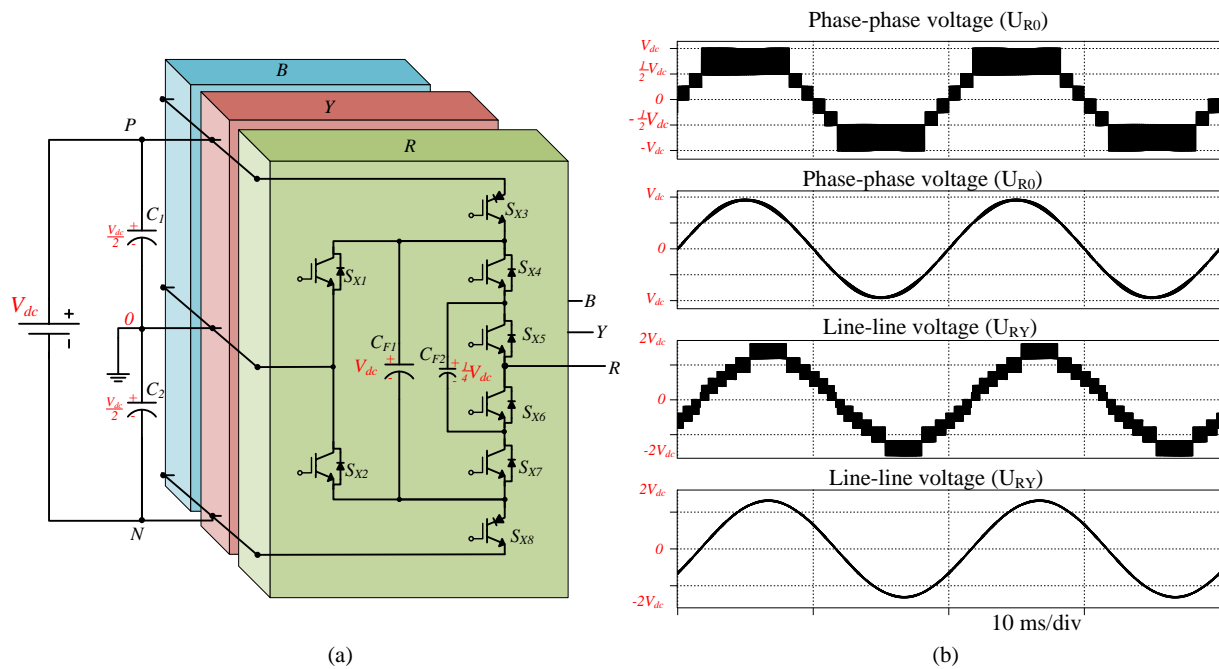 B
Y
R
P
C1
Vdc/2
+
-
Vdc
+
-
0
C2
Vdc/2
+
-
N
SX3
SX1
SX4
CF1
Vdc
+
-
CF2
+
-
1/4Vdc
SX5
SX6
SX2
SX7
SX8
B
Y
R
(a)
Phase-phase voltage (UR0)
Vdc
1/2Vdc
0
-1/2Vdc
-Vdc
Phase-phase voltage (UR0)
Vdc
0
Vdc
Line-line voltage (URY)
2Vdc
0
-2Vdc
Line-line voltage (URY)
2Vdc
0
-2Vdc
10 ms/div
(b)